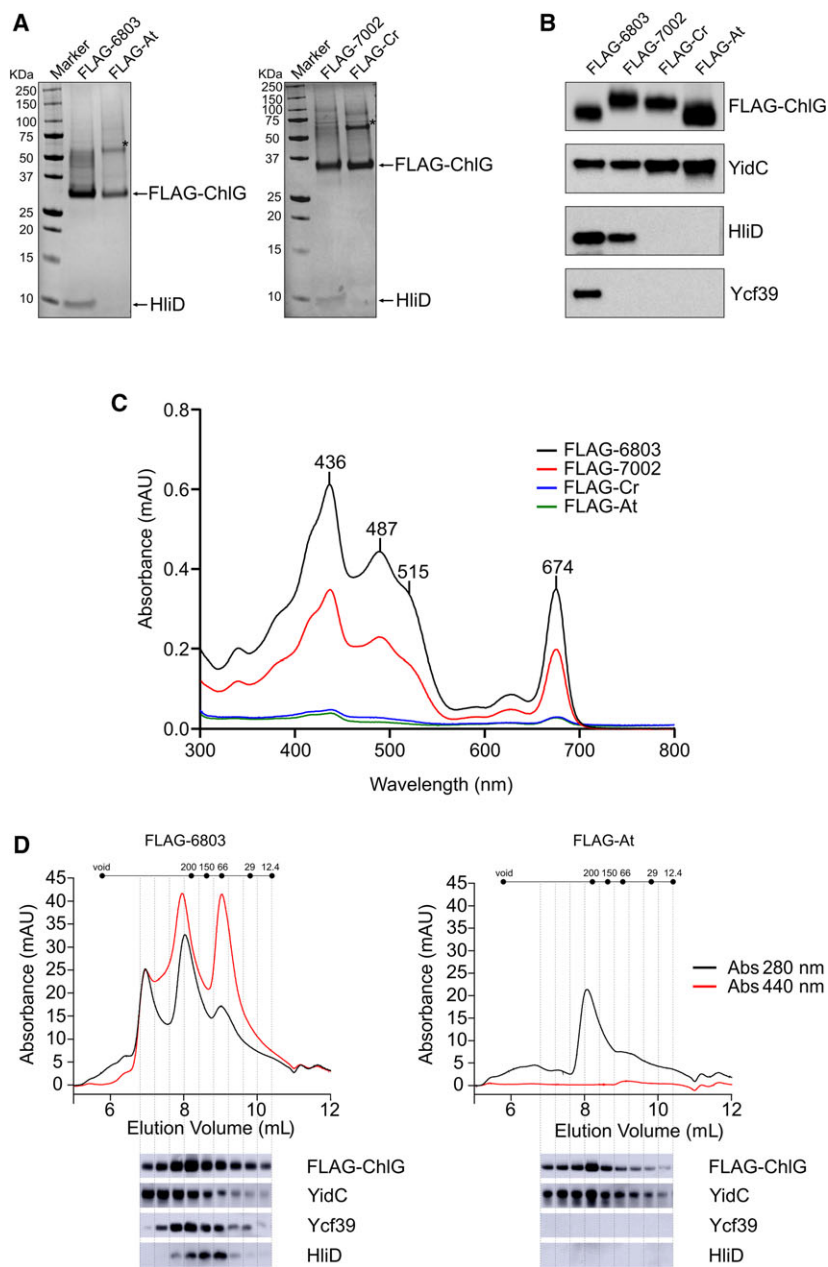 A
KDa
Marker
FLAG-6803
FLAG-At
250
150
100
75
50
37
25
20
15
10
*
FLAG-ChlG
HliD
KDa
Marker
FLAG-7002
FLAG-Cr
250
150
100
75
50
37
25
20
15
10
*
FLAG-ChlG
HliD
B
FLAG-6803
FLAG-7002
FLAG-Cr
FLAG-At
FLAG-ChlG
YidC
HliD
Ycf39
C
Absorbance (mAU)
0.8
0.6
0.4
0.2
0.0
436
487
515
674
FLAG-6803
FLAG-7002
FLAG-Cr
FLAG-At
300 400 500 600 700 800
Wavelength (nm)
D
FLAG-6803
void 200 150 66 29 12.4
Absorbance (mAU)
45
40
35
30
25
20
15
10
5
0
6 8 10 12
Elution Volume (mL)
FLAG-ChlG
YidC
Ycf39
HliD
FLAG-At
void 200 150 66 29 12.4
Absorbance (mAU)
45
40
35
30
25
20
15
10
5
0
6 8 10 12
Elution Volume (mL)
Abs 280 nm
Abs 440 nm
FLAG-ChlG
YidC
Ycf39
HliD